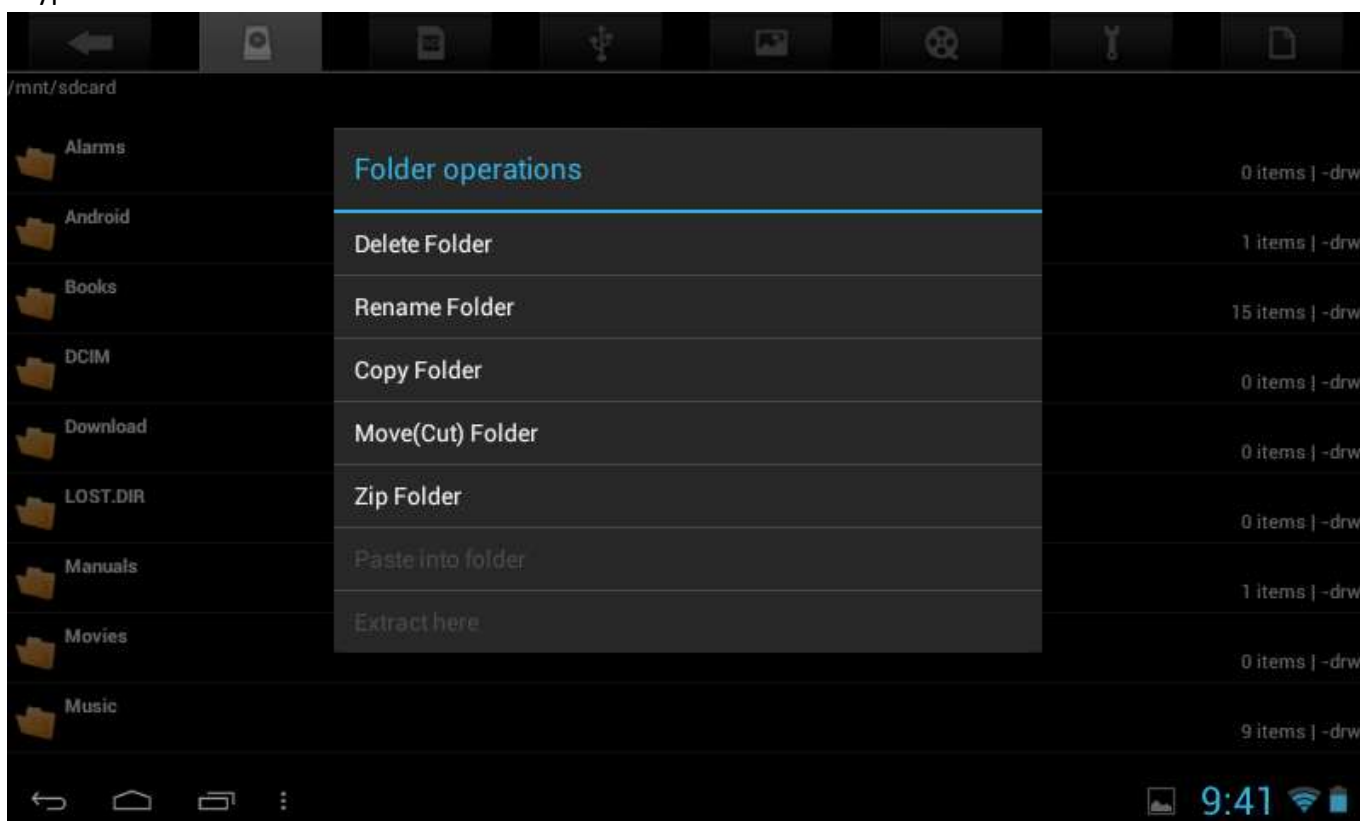 /mnt/sdcard
Alarms
0 items | -drw
Android
1 items | -drw
Books
15 items | -drw
DCIM
0 items | -drw
Download
0 items | -drw
LOST.DIR
0 items | -drw
Manuals
1 items | -drw
Movies
0 items | -drw
Music
9 items | -drw
Folder operations
Delete Folder
Rename Folder
Copy Folder
Move(Cut) Folder
Zip Folder
Paste into folder
Extract here
9:41